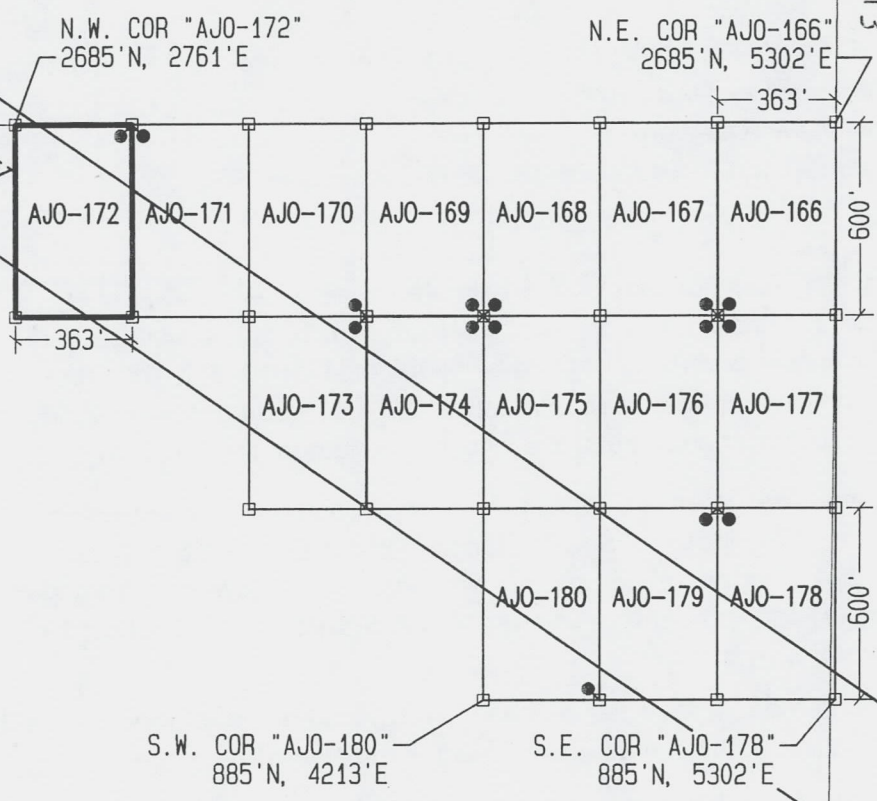 N.W. COR "AJO-172"
2685'N, 2761'E
N.E. COR "AJO-166"
2685'N, 5302'E
363'
AJO-172 AJO-171 AJO-170 AJO-169 AJO-168 AJO-167 AJO-166
600'
363'
AJO-173 AJO-174 AJO-175 AJO-176 AJO-177
AJO-180 AJO-179 AJO-178
600'
S.W. COR "AJO-180"
885'N, 4213'E
S.E. COR "AJO-178"
885'N, 5302'E